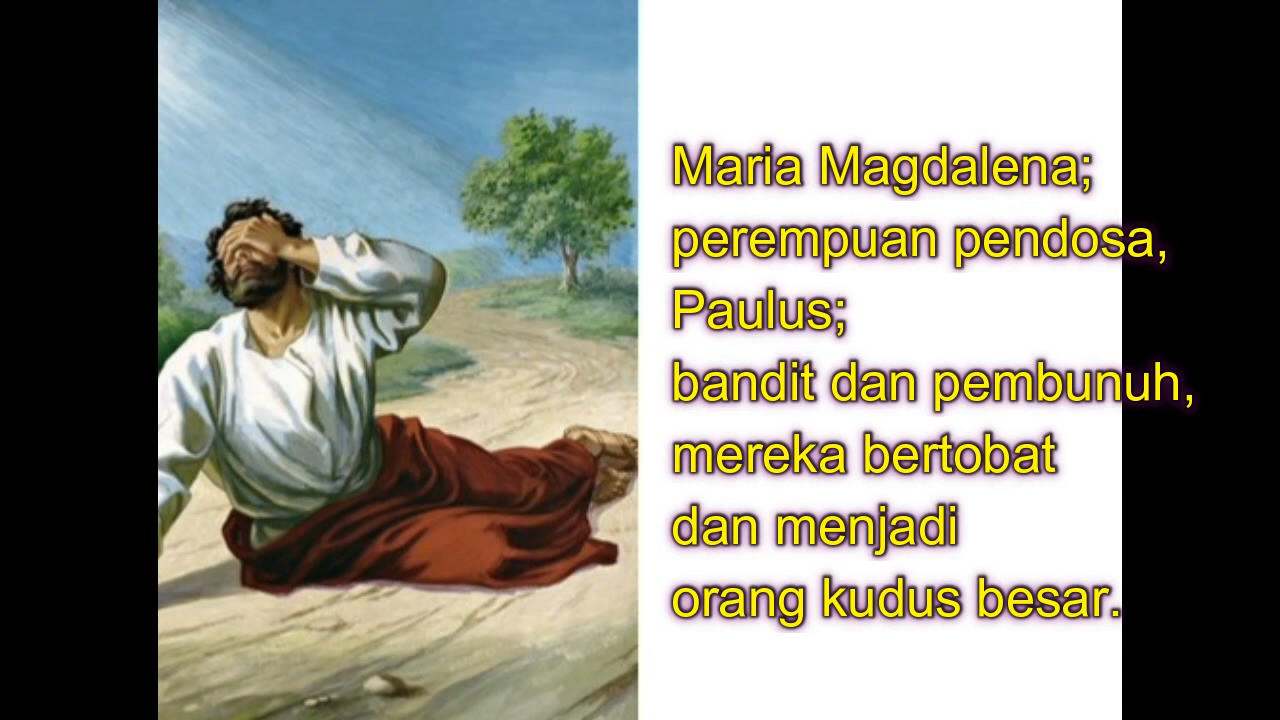 Maria Magdalena;
perempuan pendosa,
Paulus;
bandit dan pembunuh,
mereka bertobat
dan menjadi
orang kudus besar.